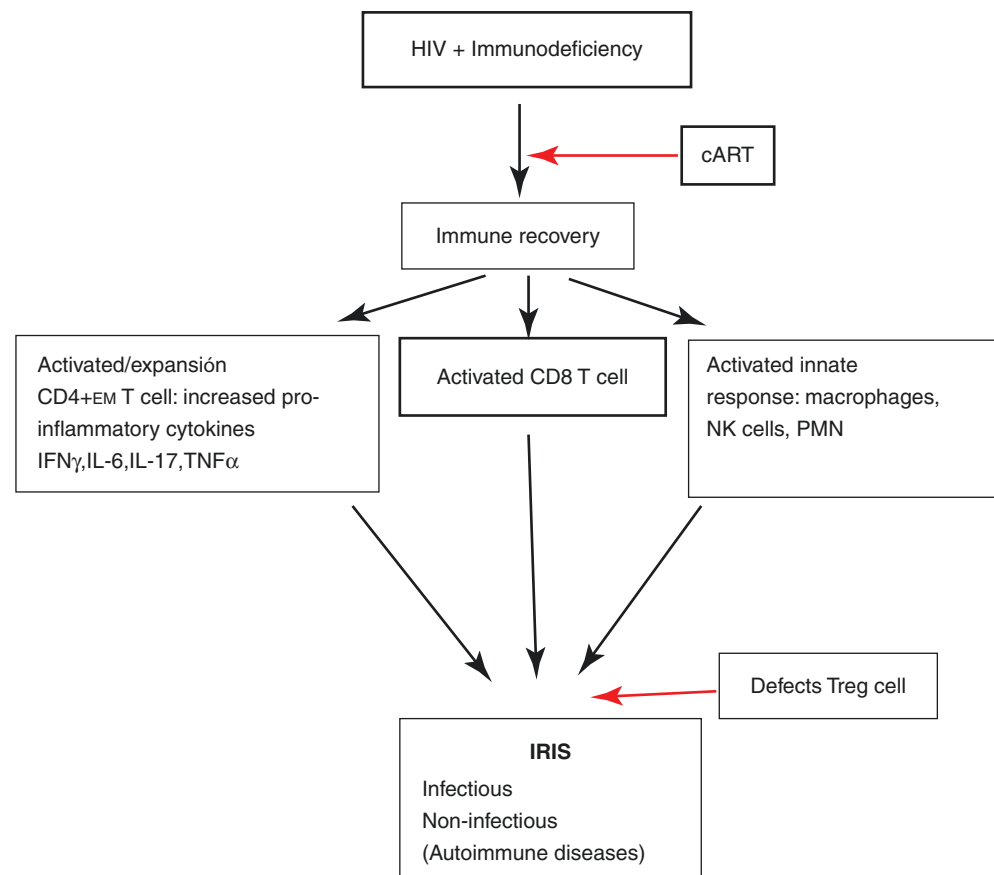 HIV + Immunodeficiency
cART
Immune recovery
Activated/expansión
CD4+EM T cell: increased pro-
inflammatory cytokines
IFNγ,IL-6,IL-17,TNFα
Activated CD8 T cell
Activated innate
response: macrophages,
NK cells, PMN
Defects Treg cell
IRIS
Infectious
Non-infectious
(Autoimmune diseases)